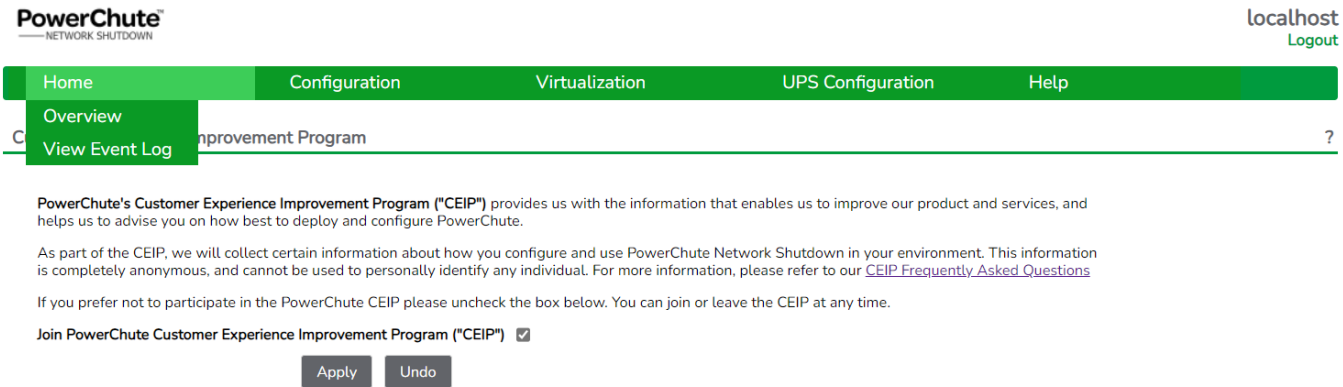 PowerChute™
NETWORK SHUTDOWN
localhost
Logout
Home
Configuration
Virtualization
UPS Configuration
Help
Overview
View Event Log
Program
?
PowerChute's Customer Experience Improvement Program ("CEIP") provides us with the information that enables us to improve our product and services, and
helps us to advise you on how best to deploy and configure PowerChute.
As part of the CEIP, we will collect certain information about how you configure and use PowerChute Network Shutdown in your environment. This information
is completely anonymous, and cannot be used to personally identify any individual. For more information, please refer to our CEIP Frequently Asked Questions
If you prefer not to participate in the PowerChute CEIP please uncheck the box below. You can join or leave the CEIP at any time.
Join PowerChute Customer Experience Improvement Program ("CEIP")
Apply
Undo